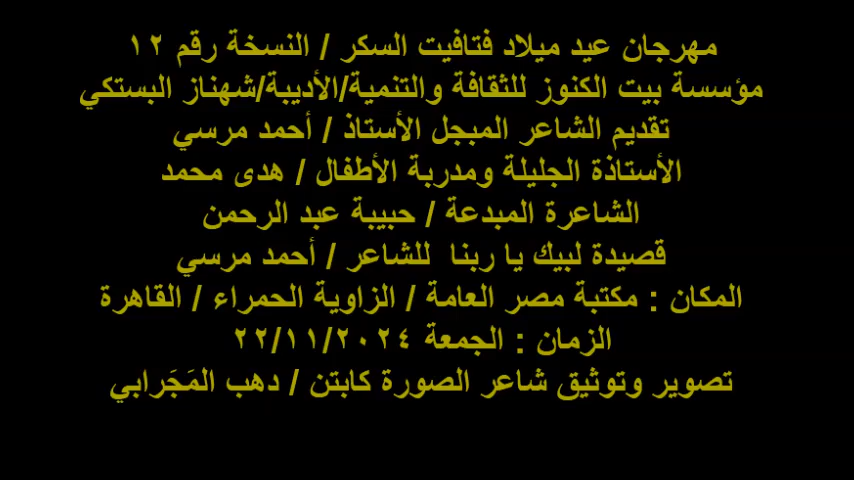 مهرجان عيد ميلاد فتافيت السكر / النسخة رقم ١٢
مؤسسة بيت الكنوز للثقافة والتنمية/الأديبة/شهناز البستكي
تقديم الشاعر المبجل الأستاذ / أحمد مرسي
الأستاذة الجليلة ومدربة الأطفال / هدى محمد
الشاعرة المبدعة / حبيبة عبد الرحمن
قصيدة لبيك يا ربنا للشاعر / أحمد مرسي
المكان : مكتبة مصر العامة / الزاوية الحمراء / القاهرة
الزمان : الجمعة ٢٢/١١/٢٠٢٤
تصوير وتوثيق شاعر الصورة كابتن / دهب المَجَرابي